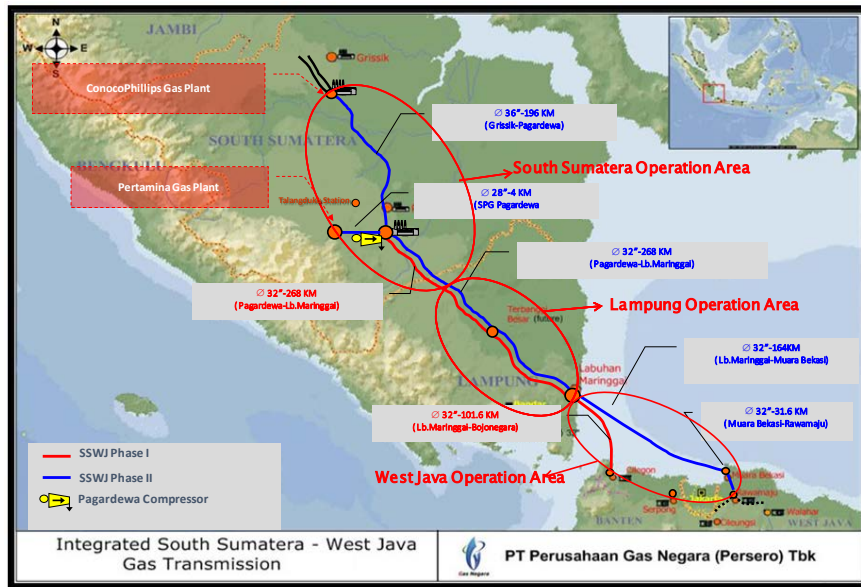 N
W
E
S
JAMBI
Grissik
ConocoPhillips Gas Plant
∅ 36"-196 KM
(Grissik-Pagardewa)
SOUTH SUMATERA
South Sumatera Operation Area
BENGKULU
Pertamina Gas Plant
∅ 28"-4 KM
(SPG Pagardewa
Station
∅ 32"-268 KM
(Pagardewa-Lb.Maringgai)
∅ 32"-268 KM
(Pagardewa-Lb.Maringgai)
Lampung Operation Area
Terbanggi
Besar (future)
∅ 32"-164KM
(Lb.Maringgai-Muara Bekasi)
Labuhan
Maringgai
LAMPUNG
∅ 32"-101.6 KM
(Lb.Maringgai-Bojonegara)
∅ 32"-31.6 KM
(Muara Bekasi-Rawamaju)
SSWJ Phase I
SSWJ Phase II
Pagardewa Compressor
West Java Operation Area
Cilegon
Muara Bekasi
Rawamaju
Serpong
Cileungsi
Walahar
BANTEN
WEST JAVA
Integrated South Sumatera - West Java
Gas Transmission
Gas Negara
PT Perusahaan Gas Negara (Persero) Tbk